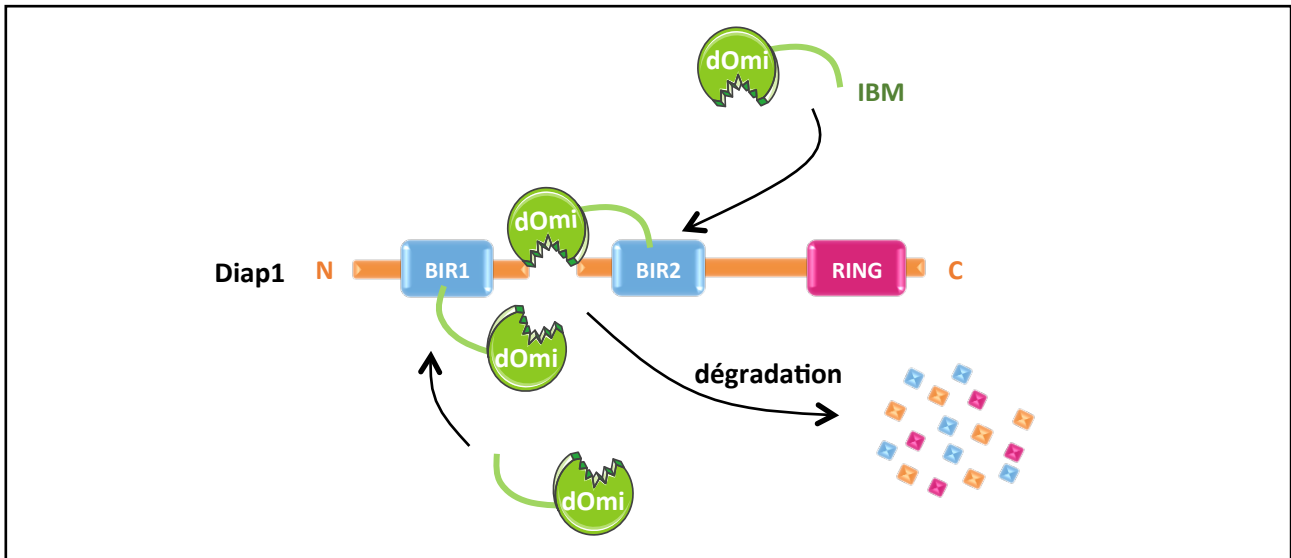 dOmi
IBM
dOmi
Diap1 N BIR1 BIR2 RING C
dOmi
dégradation
dOmi